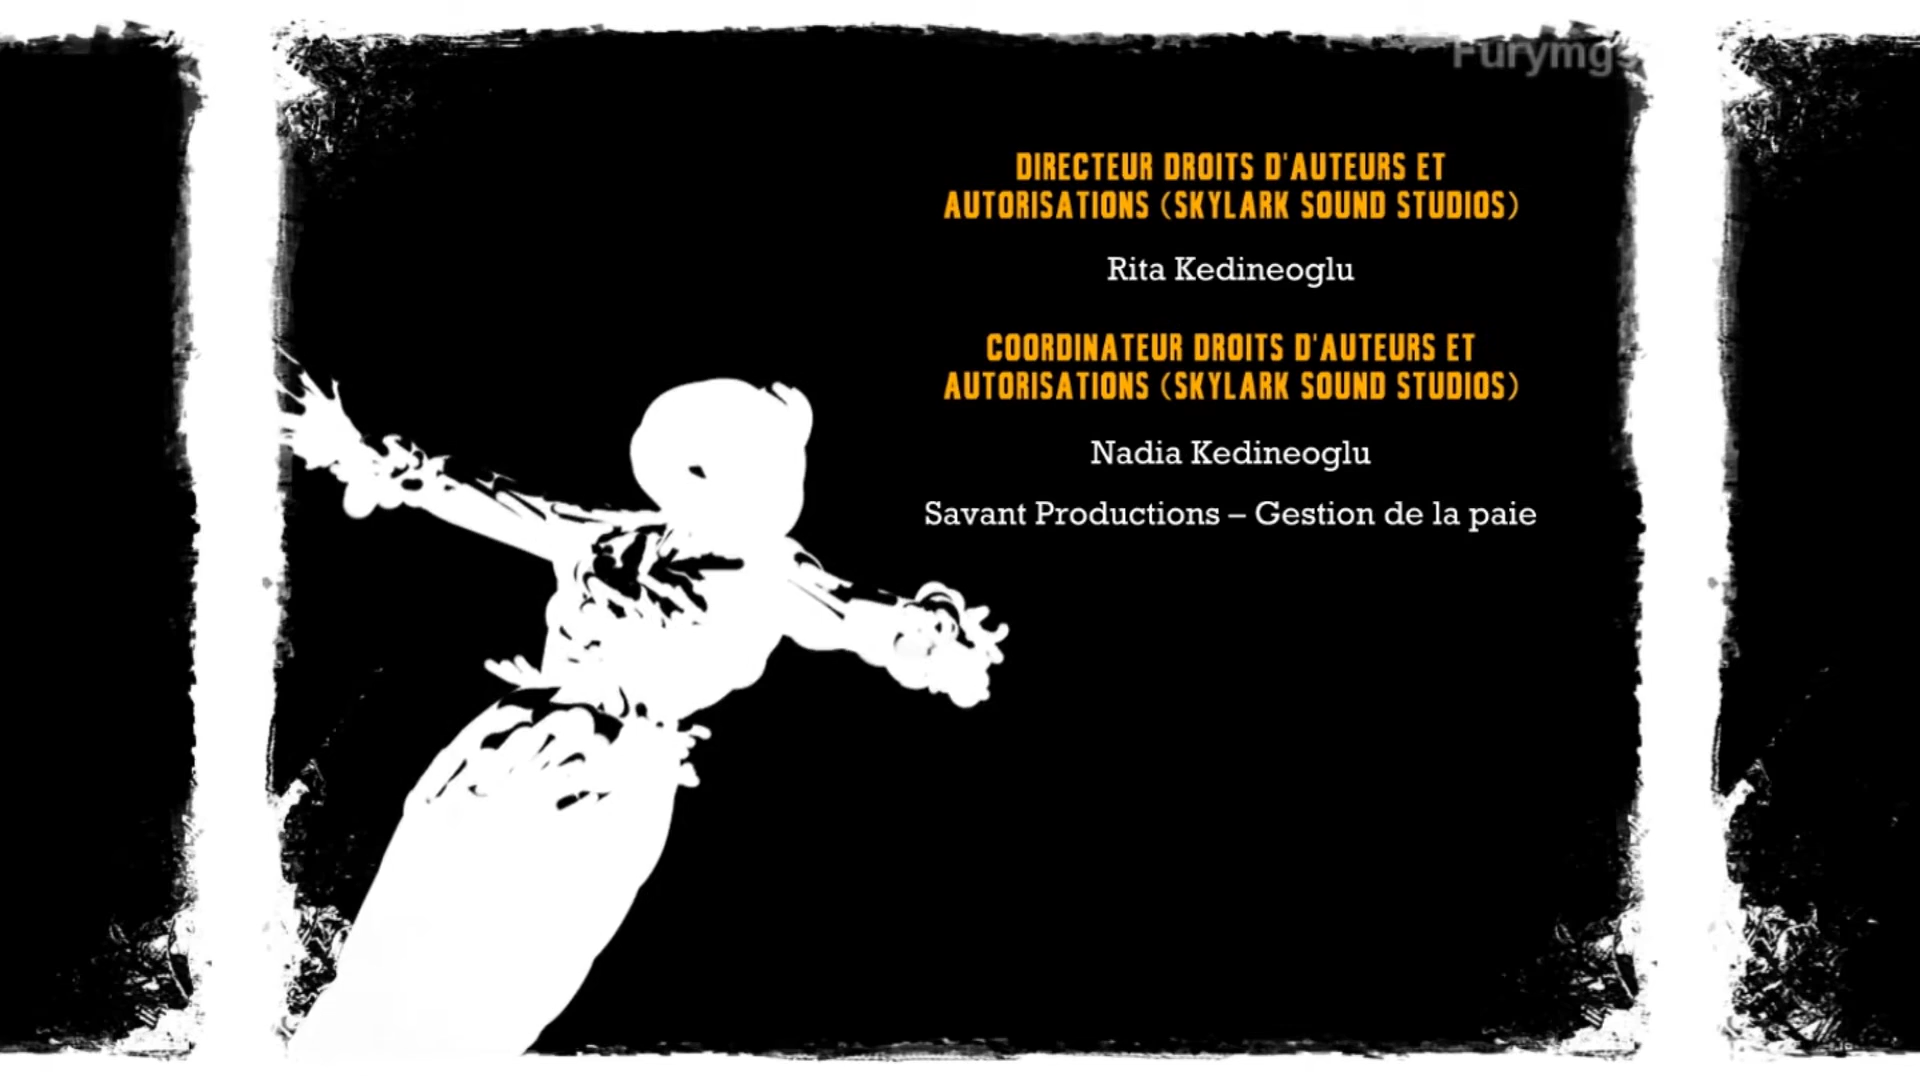 Furymgs
DIRECTEUR DROITS D'AUTEURS ET
AUTORISATIONS (SKYLARK SOUND STUDIOS)
Rita Kedineoglu
COORDINATEUR DROITS D'AUTEURS ET
AUTORISATIONS (SKYLARK SOUND STUDIOS)
Nadia Kedineoglu
Savant Productions – Gestion de la paie